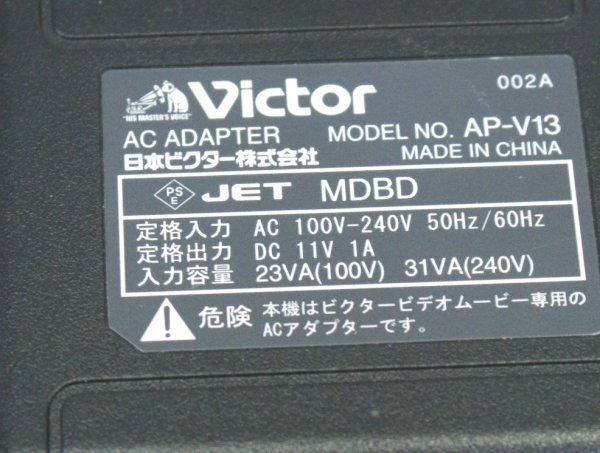 Victor 002A
"HIS MASTER'S VOICE"
AC ADAPTER MODEL NO. AP-V13
日本ビクター株式会社 MADE IN CHINA
PSE JET MDBD
定格入力 AC 100V-240V 50Hz/60Hz
定格出力 DC 11V 1A
入力容量 23VA(100V) 31VA(240V)
危険 本機はビクタービデオムービー専用の
ACアダプターです。